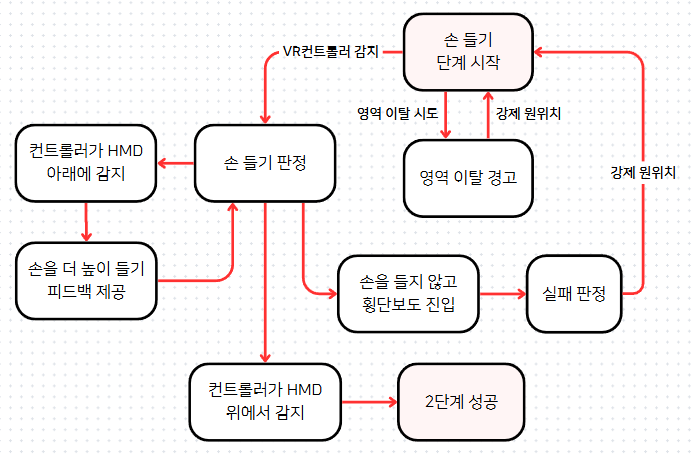 손 들기
단계 시작
VR컨트롤러 감지
영역 이탈 시도
강제 원위치
컨트롤러가 HMD
아래에 감지
손 들기 판정
영역 이탈 경고
강제 원위치
손을 더 높이 들기
피드백 제공
손을 들지 않고
횡단보도 진입
실패 판정
컨트롤러가 HMD
위에서 감지
2단계 성공